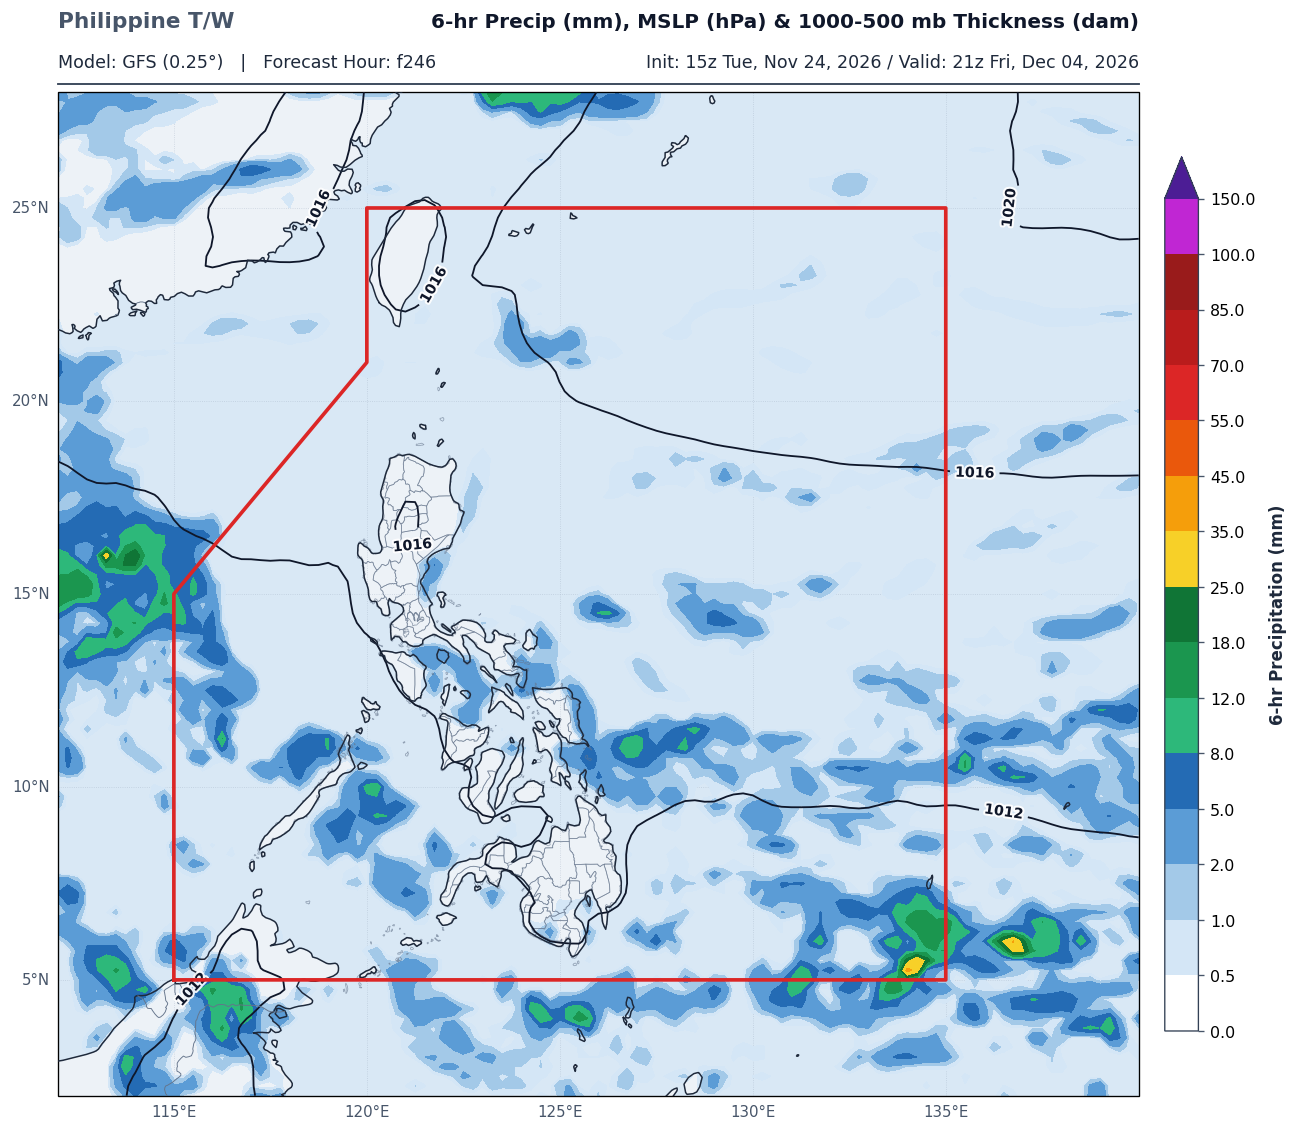 Philippine T/W
6-hr Precip (mm), MSLP (hPa) & 1000-500 mb Thickness (dam)
Model: GFS (0.25°) | Forecast Hour: f246
Init: 15z Tue, Nov 24, 2026 / Valid: 21z Fri, Dec 04, 2026
25°N
20°N
15°N
10°N
5°N
115°E
120°E
125°E
130°E
135°E
1016
1016
1020
1016
1016
1012
1012
150.0
100.0
85.0
70.0
55.0
45.0
35.0
25.0
18.0
12.0
8.0
5.0
2.0
1.0
0.5
0.0
6-hr Precipitation (mm)